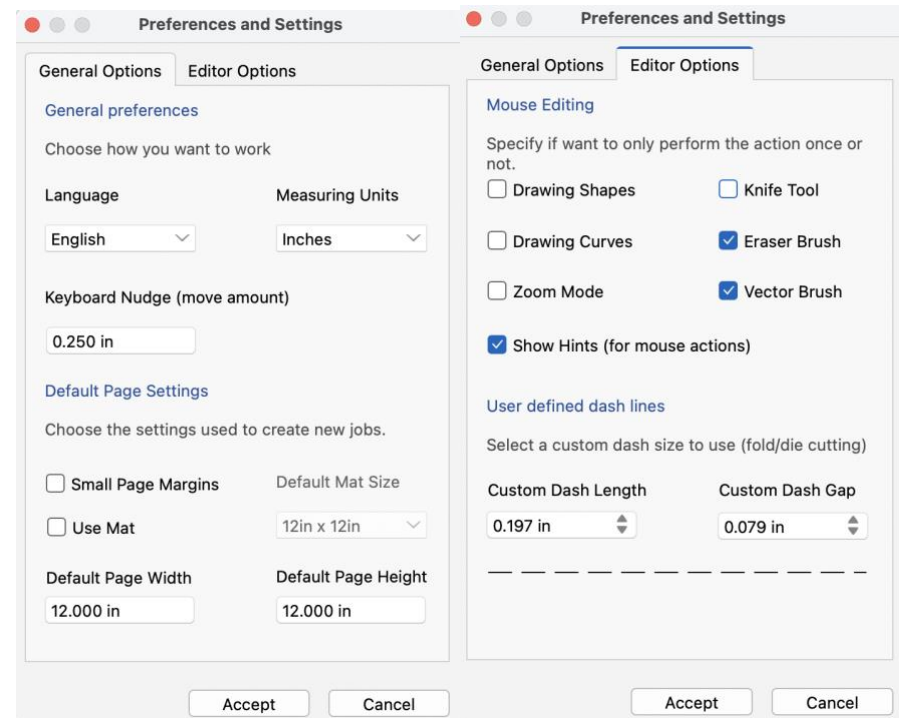 Preferences and Settings
General Options Editor Options
General preferences
Choose how you want to work
Language Measuring Units
English Inches
Keyboard Nudge (move amount)
0.250 in
Default Page Settings
Choose the settings used to create new jobs.
Small Page Margins Default Mat Size
Use Mat 12in x 12in
Default Page Width Default Page Height
12.000 in 12.000 in
Accept Cancel
Preferences and Settings
General Options Editor Options
Mouse Editing
Specify if want to only perform the action once or
not.
Drawing Shapes Knife Tool
Drawing Curves Eraser Brush
Zoom Mode Vector Brush
Show Hints (for mouse actions)
User defined dash lines
Select a custom dash size to use (fold/die cutting)
Custom Dash Length Custom Dash Gap
0.197 in 0.079 in
Accept Cancel